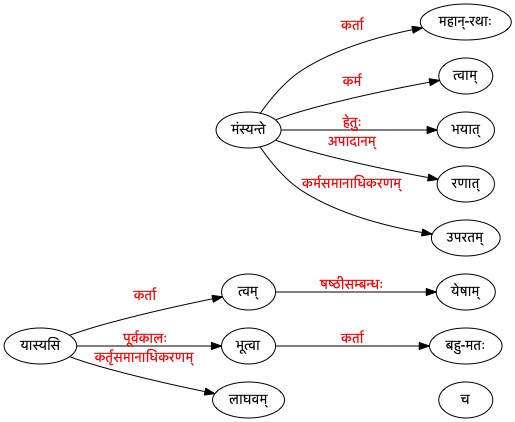 महान्-रथाः
कर्ता
त्वाम्
कर्म
मंस्यन्ते
हेतुः
भयात्
अपादानम्
रणात्
कर्मसमानाधिकरणम्
उपरतम्
कर्ता
त्वम्
षष्ठीसम्बन्धः
येषाम्
यास्यसि
पूर्वकालः
भूत्वा
कर्ता
बहु-मतः
कर्तृसमानाधिकरणम्
लाघवम्
च